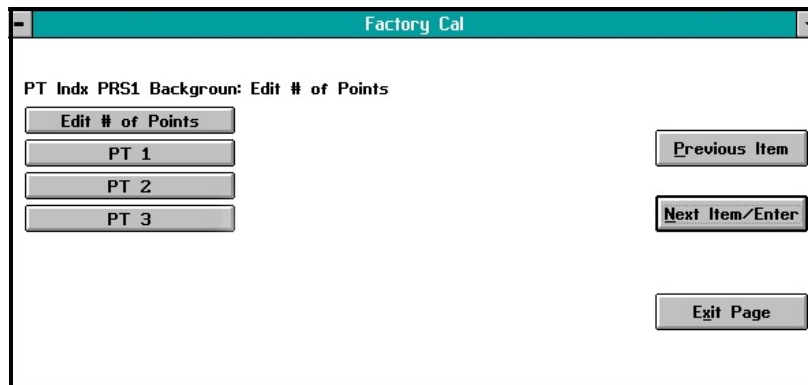 Factory Cal
PT Indx PRS1 Backgroun: Edit # of Points
Edit # of Points
PT 1
PT 2
PT 3
Previous Item
Next Item/Enter
Exit Page